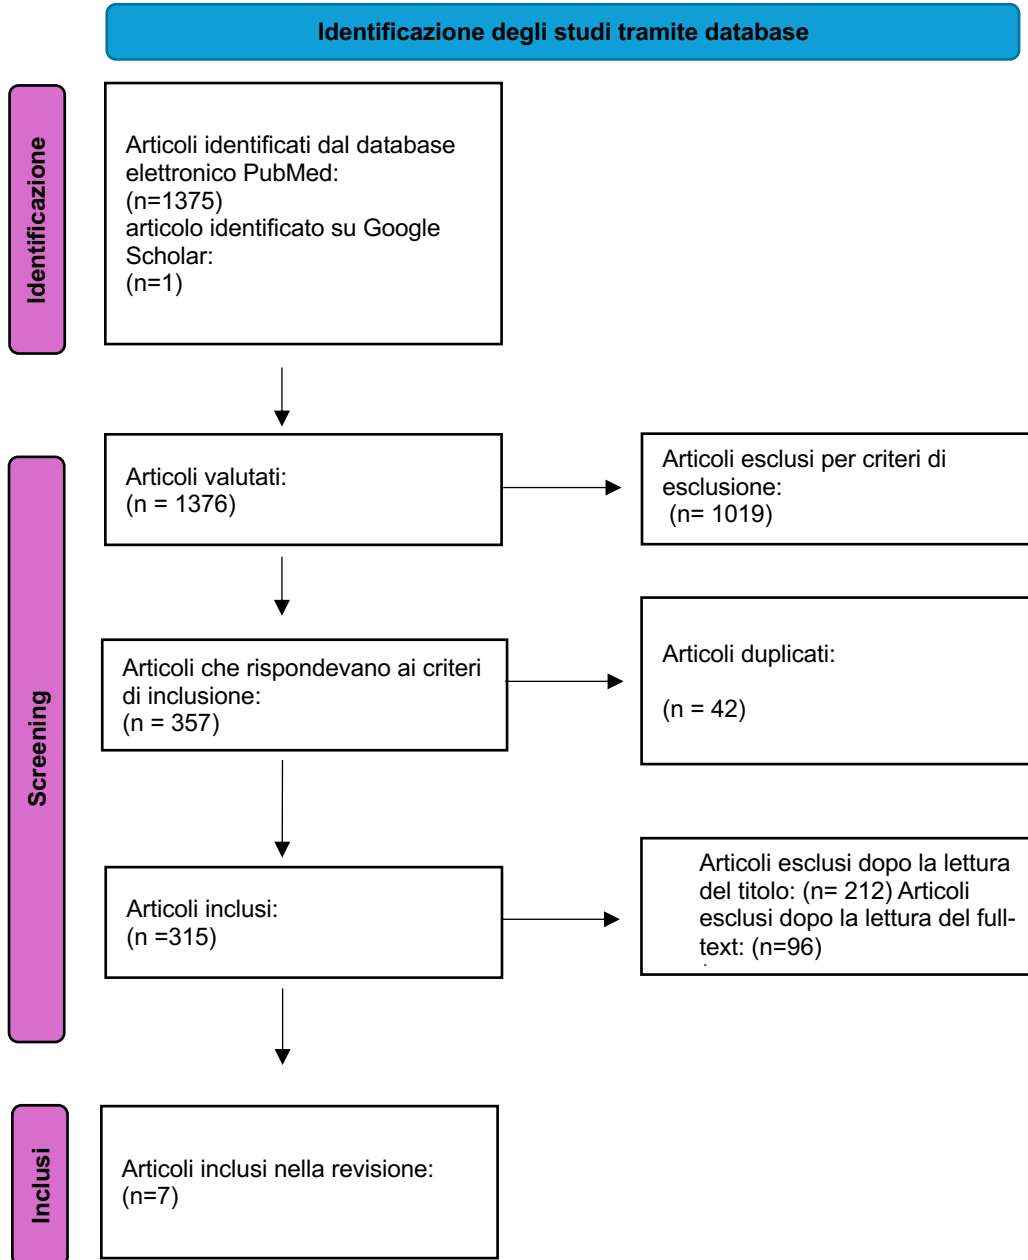 Identificazione degli studi tramite database
Identificazione
Articoli identificati dal database
elettronico PubMed:
(n=1375)
articolo identificato su Google
Scholar:
(n=1)
Screening
Articoli valutati:
(n = 1376)
Articoli esclusi per criteri di
esclusione:
(n= 1019)
Articoli che rispondevano ai criteri
di inclusione:
(n = 357)
Articoli duplicati:
(n = 42)
Articoli inclusi:
(n =315)
Articoli esclusi dopo la lettura
del titolo: (n= 212) Articoli
esclusi dopo la lettura del full-
text: (n=96)
Inclusi
Articoli inclusi nella revisione:
(n=7)